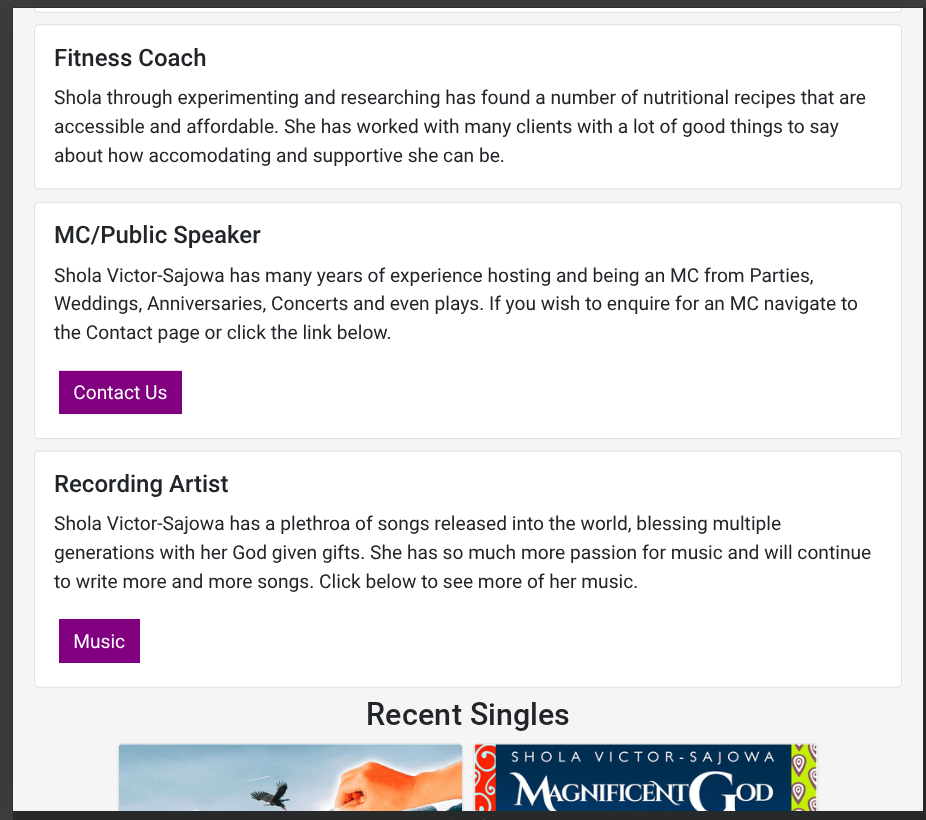 Fitness Coach
Shola through experimenting and researching has found a number of nutritional recipes that are
accessible and affordable. She has worked with many clients with a lot of good things to say
about how accomodating and supportive she can be.
MC/Public Speaker
Shola Victor-Sajowa has many years of experience hosting and being an MC from Parties,
Weddings, Anniversaries, Concerts and even plays. If you wish to enquire for an MC navigate to
the Contact page or click the link below.
Contact Us
Recording Artist
Shola Victor-Sajowa has a plethroa of songs released into the world, blessing multiple
generations with her God given gifts. She has so much more passion for music and will continue
to write more and more songs. Click below to see more of her music.
Music
Recent Singles
SHOLA VICTOR-SAJOWA
MAGNIFICENT GOD